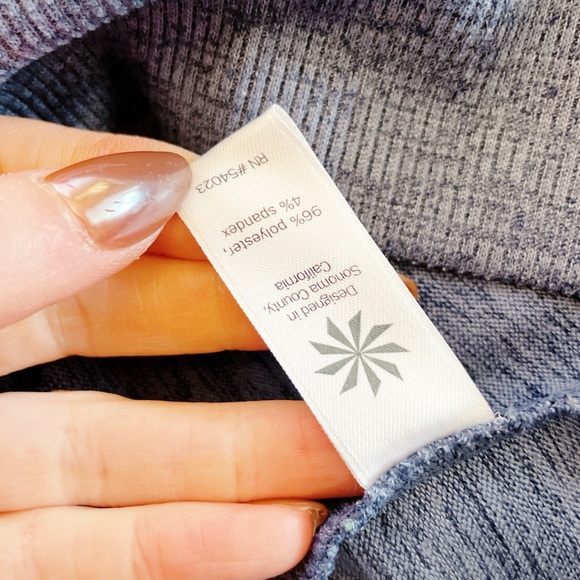 Designed in
Sonoma County,
California
96% polyester,
4% spandex
RN #54023